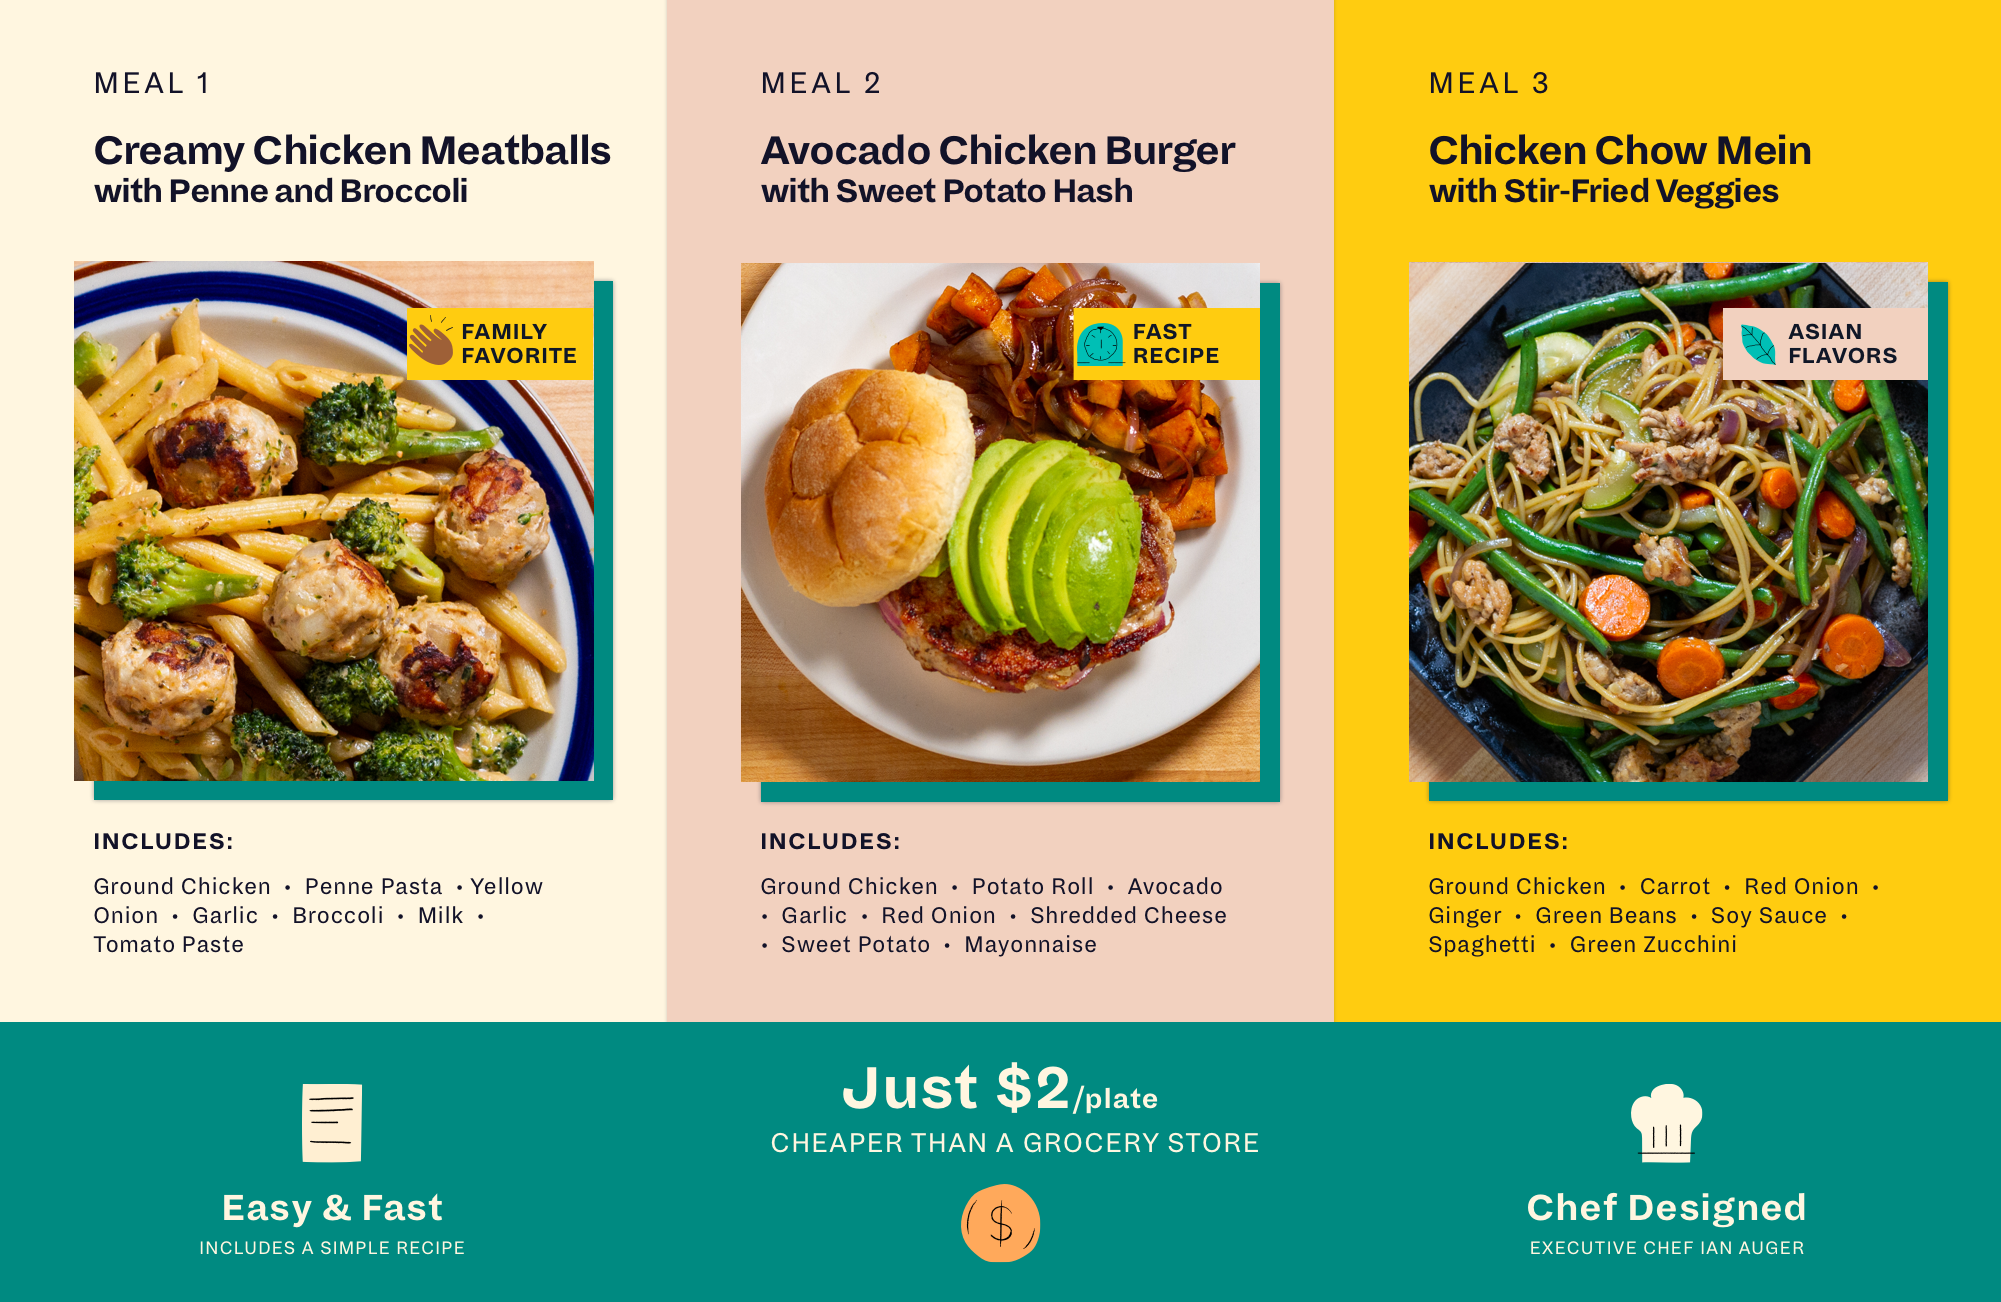 MEAL 1
Creamy Chicken Meatballs
with Penne and Broccoli
FAMILY
FAVORITE
INCLUDES:
Ground Chicken • Penne Pasta • Yellow
Onion • Garlic • Broccoli • Milk •
Tomato Paste
MEAL 2
Avocado Chicken Burger
with Sweet Potato Hash
FAST
RECIPE
INCLUDES:
Ground Chicken • Potato Roll • Avocado
• Garlic • Red Onion • Shredded Cheese
• Sweet Potato • Mayonnaise
MEAL 3
Chicken Chow Mein
with Stir-Fried Veggies
ASIAN
FLAVORS
INCLUDES:
Ground Chicken • Carrot • Red Onion •
Ginger • Green Beans • Soy Sauce •
Spaghetti • Green Zucchini
Easy & Fast
INCLUDES A SIMPLE RECIPE
Just $2/plate
CHEAPER THAN A GROCERY STORE
$
Chef Designed
EXECUTIVE CHEF IAN AUGER